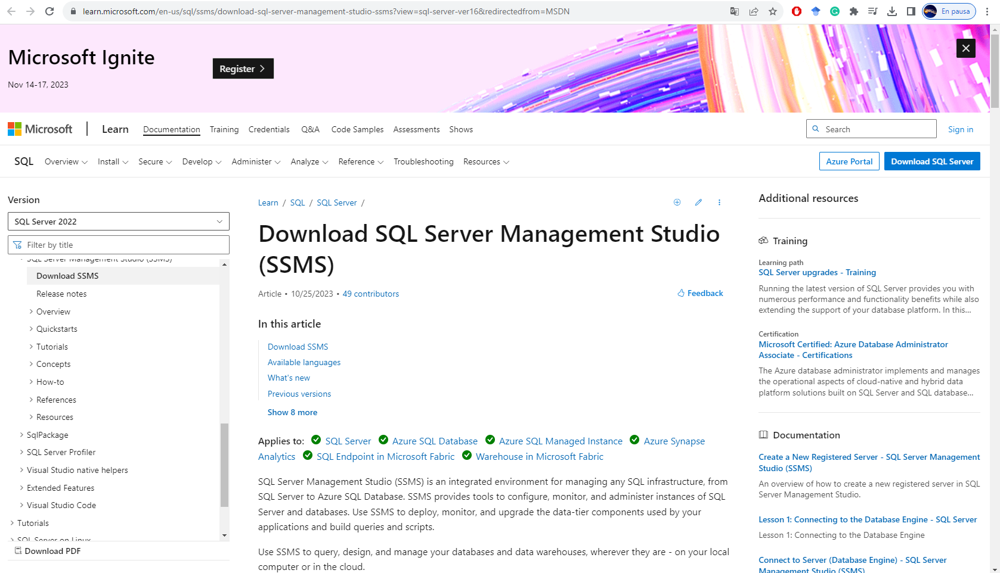 learn.microsoft.com/en-us/sql/ssms/download-sql-server-management-studio-ssms?view=sql-server-ver16&redirectedfrom=MSDN
En pausa
Microsoft Ignite
Nov 14-17, 2023
Register
Microsoft
Learn
Documentation
Training
Credentials
Q&A
Code Samples
Assessments
Shows
Search
Sign in
SQL
Overview
Install
Secure
Develop
Administer
Analyze
Reference
Troubleshooting
Resources
Azure Portal
Download SQL Server
Version
SQL Server 2022
Filter by title
SQL Server Management Studio (SSMS)
Download SSMS
Release notes
Overview
Quickstarts
Tutorials
Concepts
How-to
References
Resources
SqlPackage
SQL Server Profiler
Visual Studio native helpers
Extended Features
Visual Studio Code
Tutorials
SQL Server on Linux
Download PDF
Learn / SQL / SQL Server /
Download SQL Server Management Studio
(SSMS)
Article • 10/25/2023 • 49 contributors
Feedback
In this article
Download SSMS
Available languages
What's new
Previous versions
Show 8 more
Applies to: SQL Server Azure SQL Database Azure SQL Managed Instance Azure Synapse
Analytics SQL Endpoint in Microsoft Fabric Warehouse in Microsoft Fabric
SQL Server Management Studio (SSMS) is an integrated environment for managing any SQL infrastructure, from
SQL Server to Azure SQL Database. SSMS provides tools to configure, monitor, and administer instances of SQL
Server and databases. Use SSMS to deploy, monitor, and upgrade the data-tier components used by your
applications and build queries and scripts.
Use SSMS to query, design, and manage your databases and data warehouses, wherever they are - on your local
computer or in the cloud.
Additional resources
Training
Learning path
SQL Server upgrades - Training
Running the latest version of SQL Server provides you with
numerous performance and functionality benefits while also
extending the support of your database platform. In this...
Certification
Microsoft Certified: Azure Database Administrator
Associate - Certifications
The Azure database administrator implements and manages
the operational aspects of cloud-native and hybrid data
platform solutions built on SQL Server and SQL database...
Documentation
Create a New Registered Server - SQL Server Management
Studio (SSMS)
An overview of how to create a new registered server in SQL
Server Management Studio.
Lesson 1: Connecting to the Database Engine - SQL Server
Lesson 1: Connecting to the Database Engine
Connect to Server (Database Engine) - SQL Server
Management Studio (SSMS)